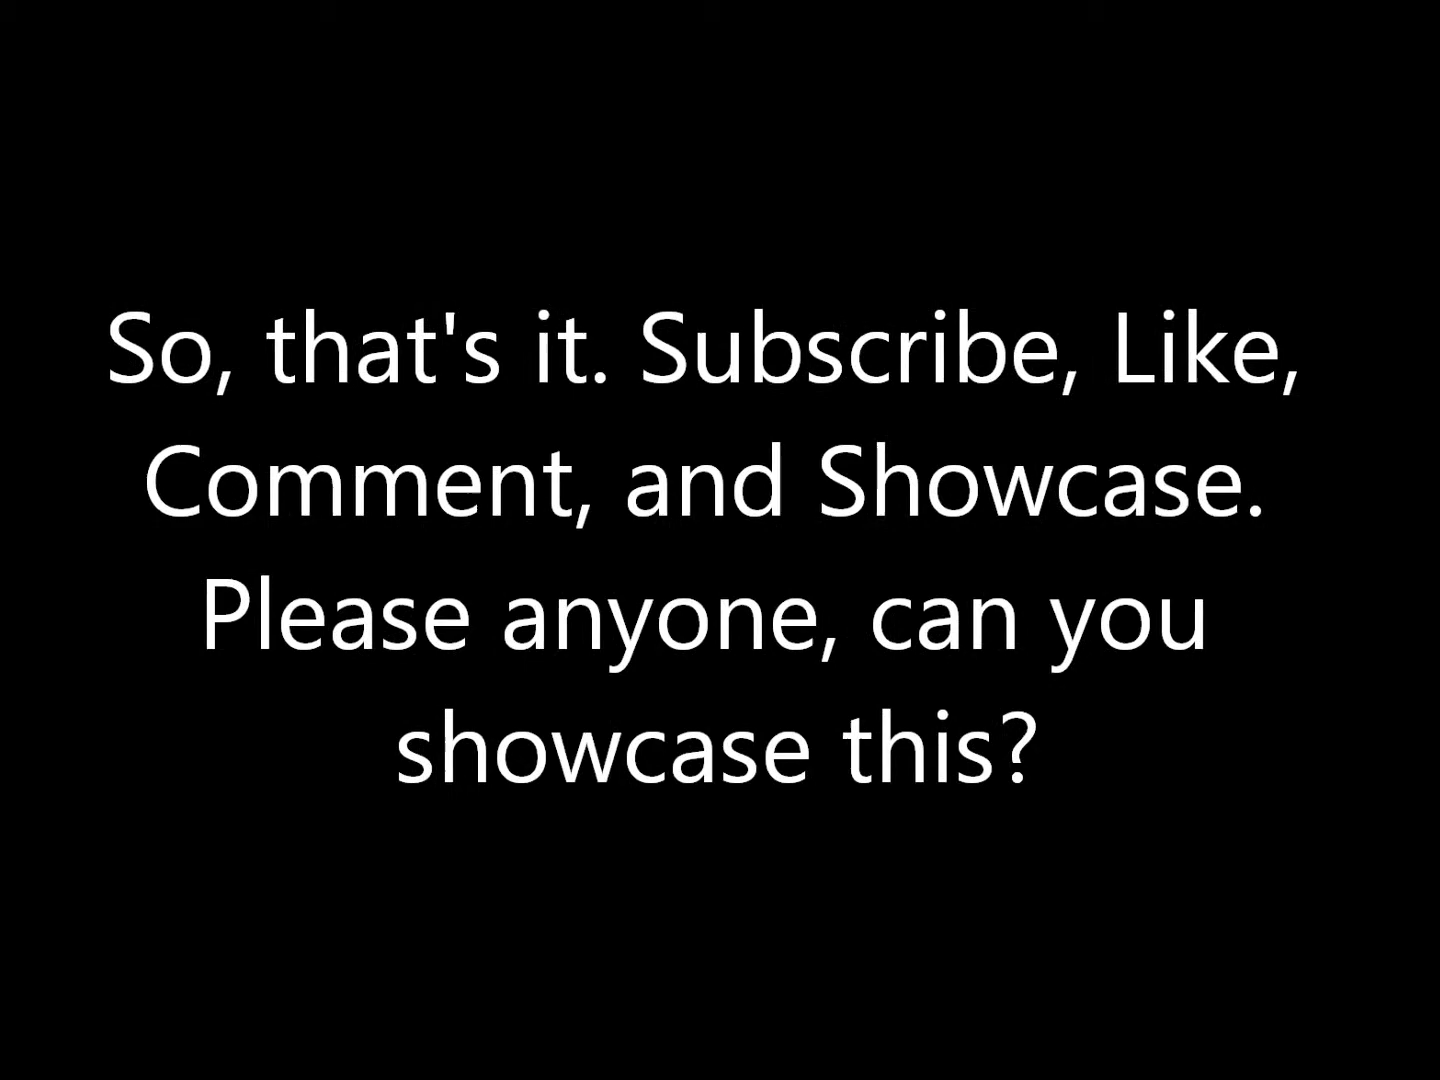 So, that's it. Subscribe, Like,
Comment, and Showcase.
Please anyone, can you
showcase this?